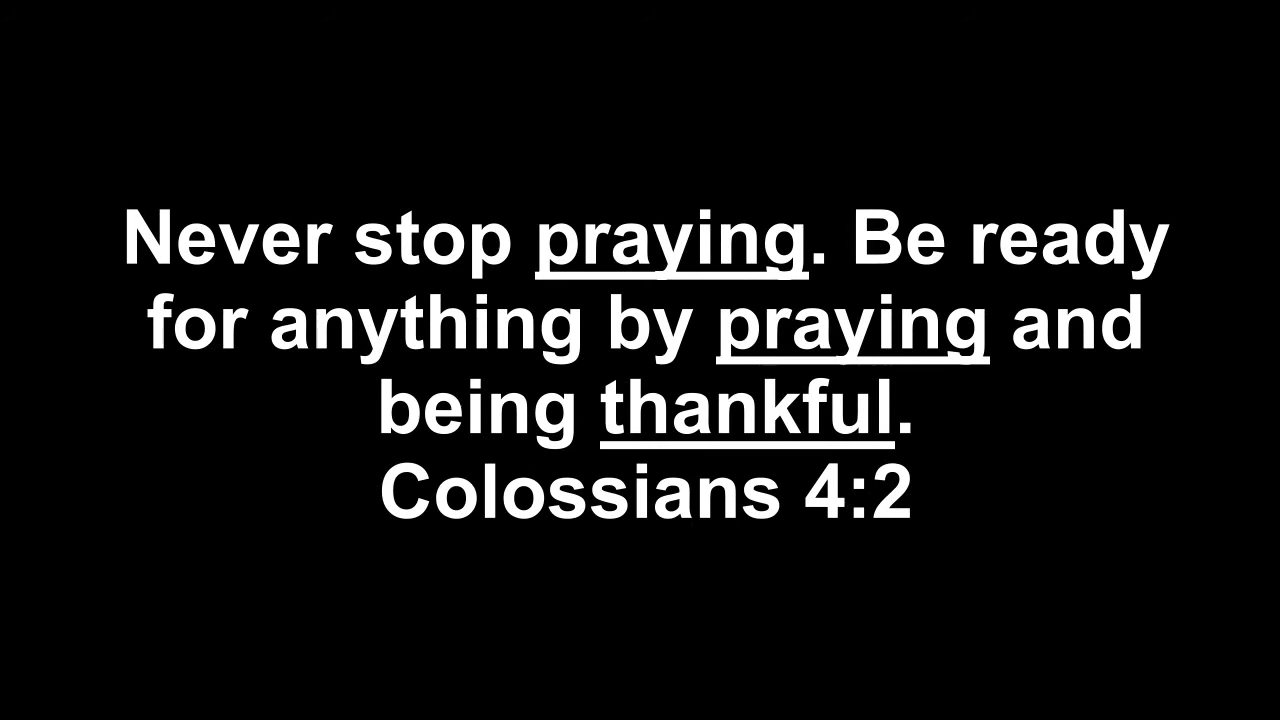 Never stop praying. Be ready
for anything by praying and
being thankful.
Colossians 4:2